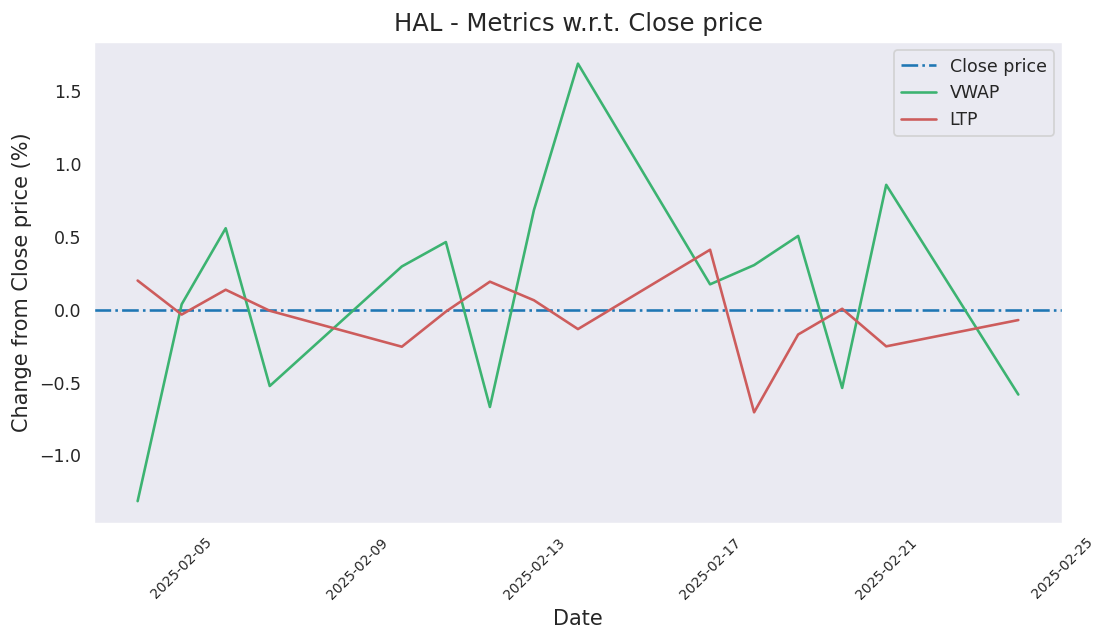 HAL - Metrics w.r.t. Close price
Close price
VWAP
LTP
Change from Close price (%)
1.5
1.0
0.5
0.0
−0.5
−1.0
2025-02-05
2025-02-09
2025-02-13
2025-02-17
2025-02-21
2025-02-25
Date